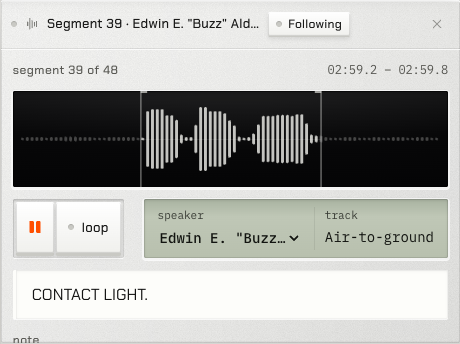 Segment 39 · Edwin E. "Buzz" Ald...
Following
segment 39 of 48
02:59.2 – 02:59.8
loop
speaker
track
Edwin E. "Buzz...
Air-to-ground
CONTACT LIGHT.
note